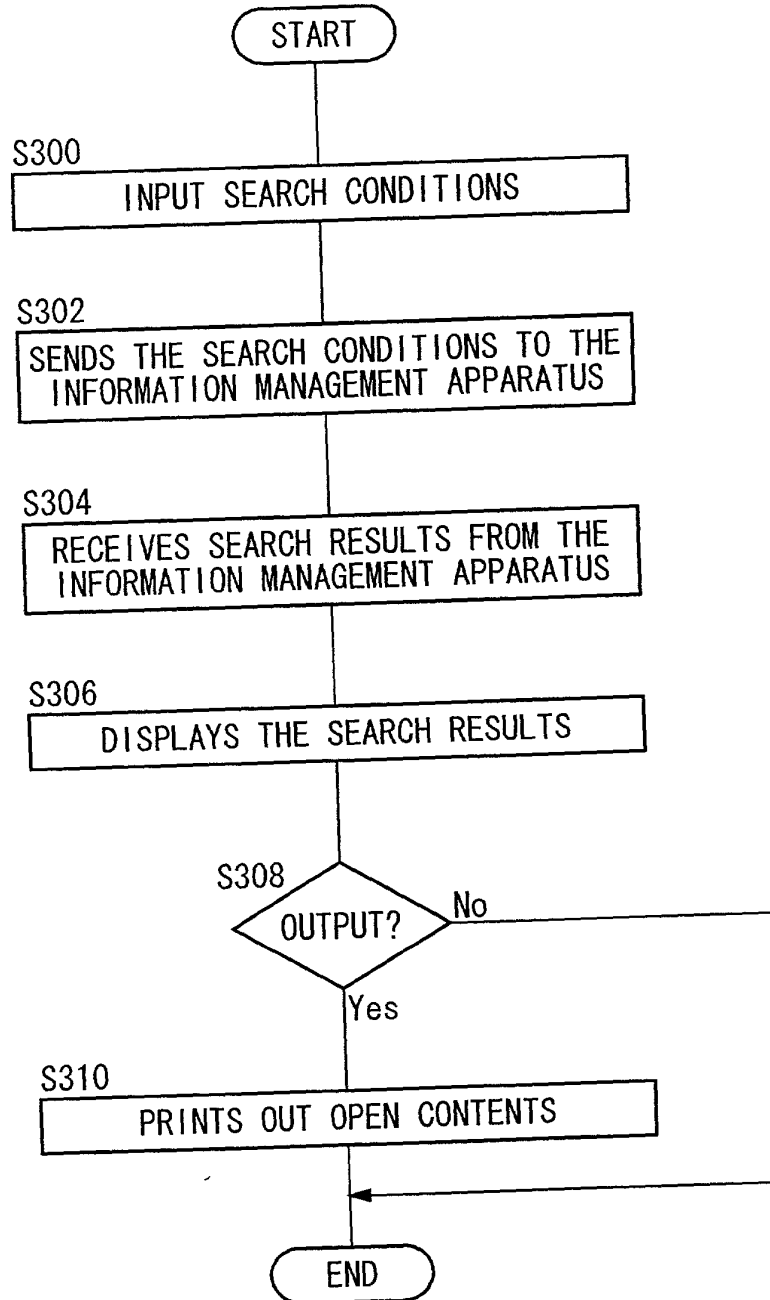 START
S300
INPUT SEARCH CONDITIONS
S302
SENDS THE SEARCH CONDITIONS TO THE
INFORMATION MANAGEMENT APPARATUS
S304
RECEIVES SEARCH RESULTS FROM THE
INFORMATION MANAGEMENT APPARATUS
S306
DISPLAYS THE SEARCH RESULTS
S308
OUTPUT?
No
Yes
S310
PRINTS OUT OPEN CONTENTS
END